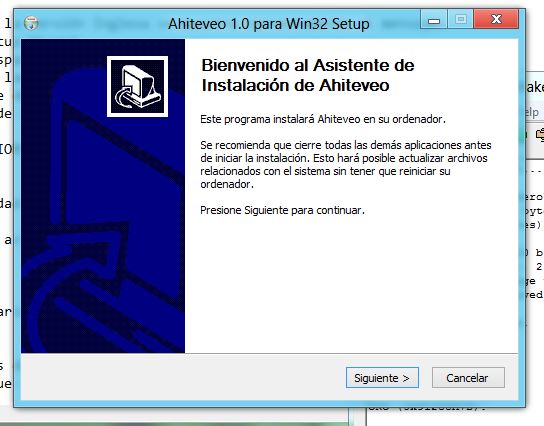 Ahiteveo 1.0 para Win32 Setup
Bienvenido al Asistente de
Instalación de Ahiteveo
Este programa instalará Ahiteveo en su ordenador.
Se recomienda que cierre todas las demás aplicaciones antes
de iniciar la instalación. Esto hará posible actualizar archivos
relacionados con el sistema sin tener que reiniciar su
ordenador.
Presione Siguiente para continuar.
Siguiente >
Cancelar